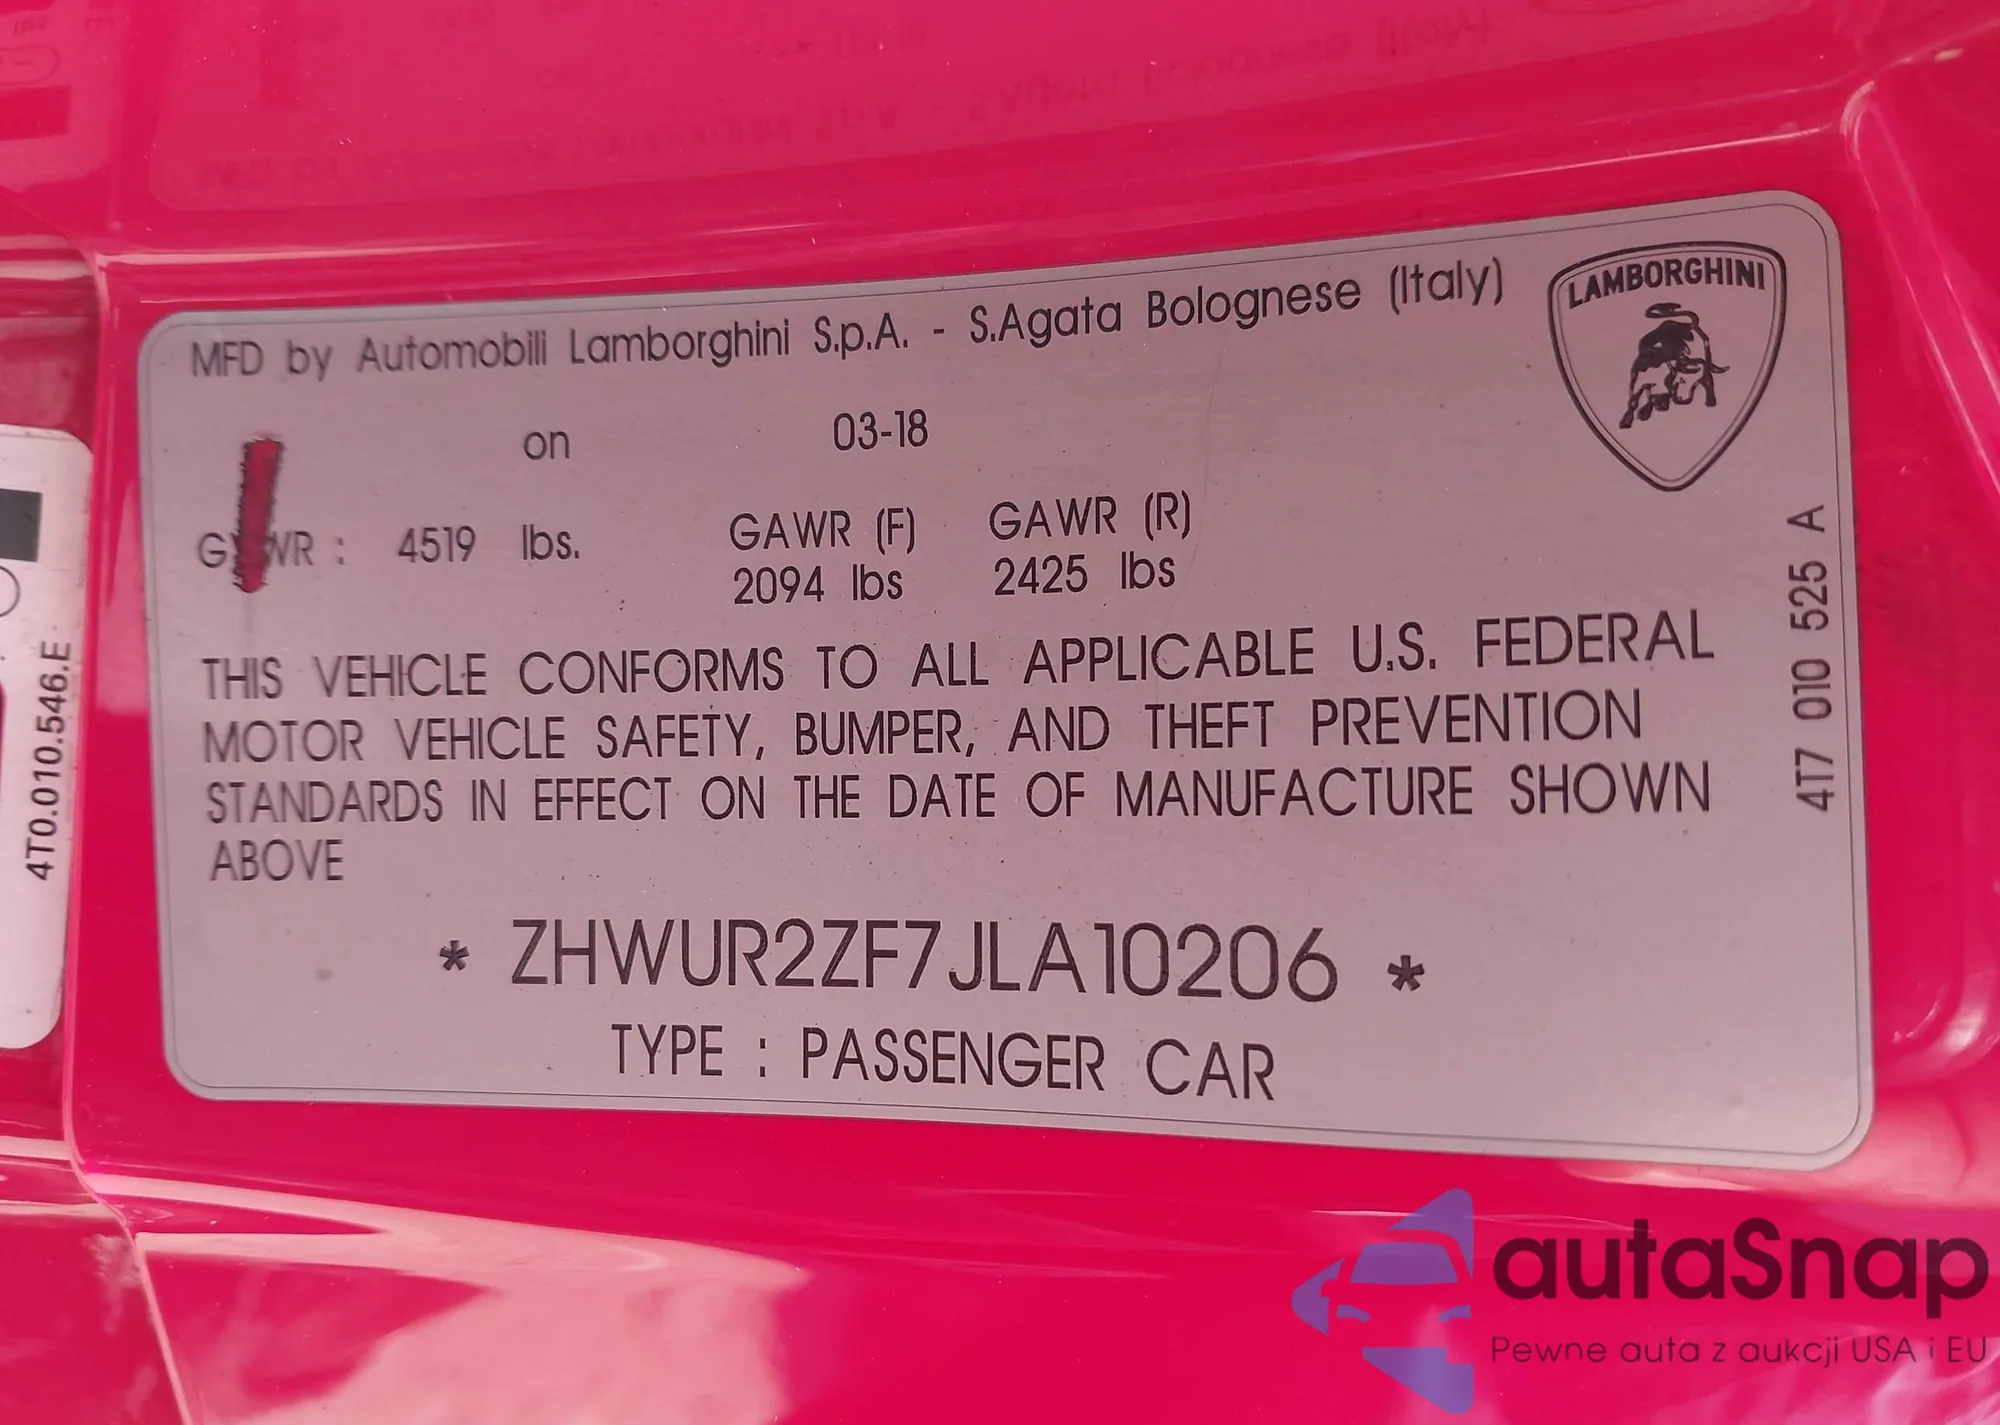 MFD by Automobili Lamborghini S.p.A. - S.Agata Bolognese (Italy)
LAMBORGHINI
on 03-18
GVWR : 4519 lbs. GAWR (F) GAWR (R)
2094 lbs 2425 lbs
THIS VEHICLE CONFORMS TO ALL APPLICABLE U.S. FEDERAL
MOTOR VEHICLE SAFETY, BUMPER, AND THEFT PREVENTION
STANDARDS IN EFFECT ON THE DATE OF MANUFACTURE SHOWN
ABOVE
* ZHWUR2ZF7JLA10206 *
TYPE : PASSENGER CAR
4T7 010 525 A
4T0.010.546.E
autaSnap
Pewne auta z aukcji USA i EU